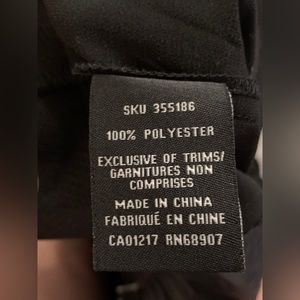 SKU 355186
100% POLYESTER
EXCLUSIVE OF TRIMS/
GARNITURES NON
COMPRISES
MADE IN CHINA
FABRIQUÉ EN CHINE
CA01217 RN68907